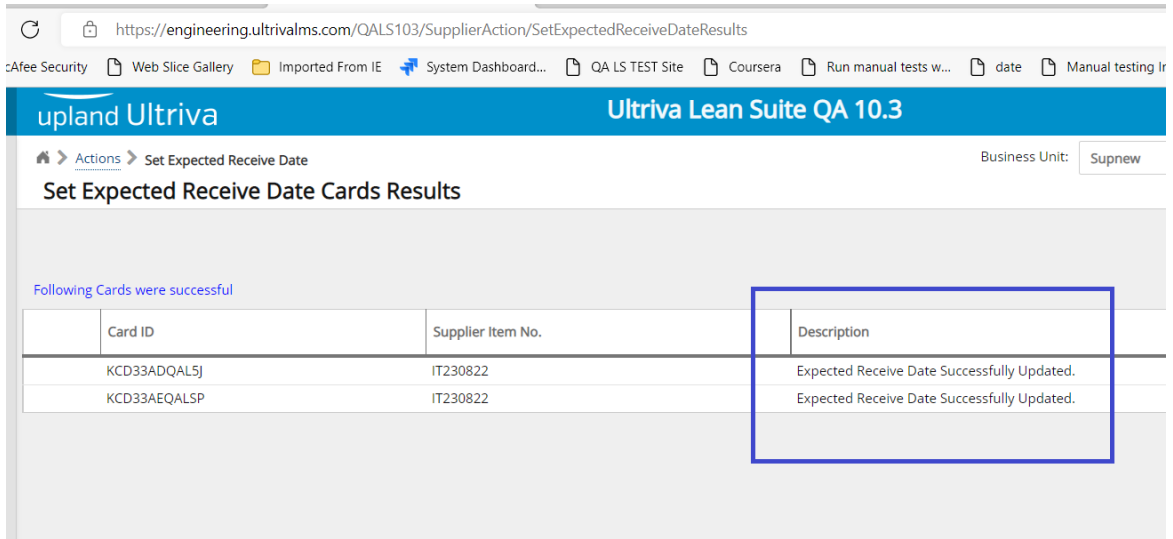 https://engineering.ultrivalms.com/QALS103/SupplierAction/SetExpectedReceiveDateResults
cAfee Security Web Slice Gallery Imported From IE System Dashboard... QA LS TEST Site Coursera Run manual tests w... date Manual testing In
upland Ultriva Ultriva Lean Suite QA 10.3
Actions Set Expected Receive Date Business Unit: Supnew
Set Expected Receive Date Cards Results
Following Cards were successful
Card ID Supplier Item No. Description
KCD33ADQAL5J IT230822 Expected Receive Date Successfully Updated.
KCD33AEQALSP IT230822 Expected Receive Date Successfully Updated.